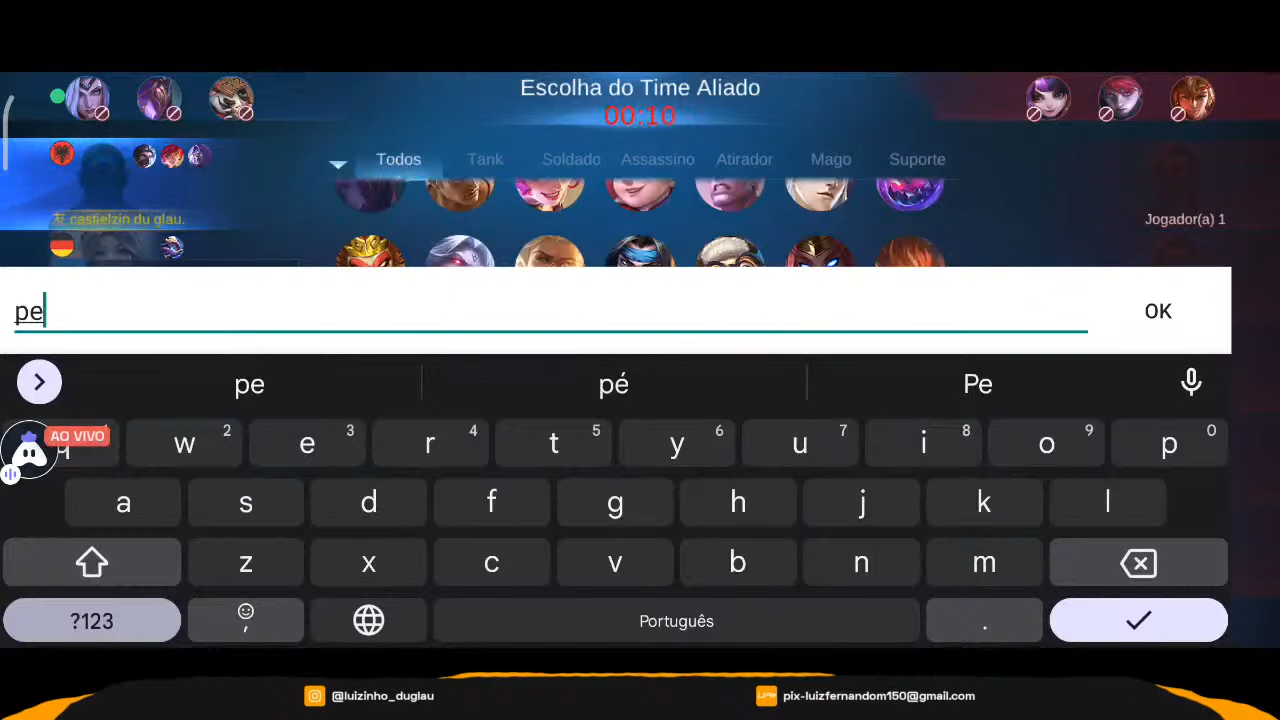 Escolha do Time Aliado
00:10
Todos Tank Soldado Assassino Atirador Mago Suporte
友 castielzin du glau.
Jogador(a) 1
pe
OK
pe pé Pe
AO VIVO
w 2 e 3 r 4 t 5 y 6 u 7 i 8 o 9 p 0
a s d f g h j k l
z x c v b n m
?123 , Português .
@luizinho_duglau
pix-luizfernandom150@gmail.com